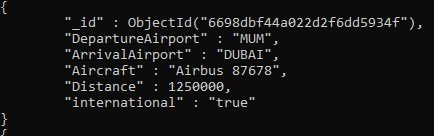 {
"_id" : ObjectId("6698dbf44a022d2f6dd5934f"),
"DepartureAirport" : "MUM",
"ArrivalAirport" : "DUBAI",
"Aircraft" : "Airbus 87678",
"Distance" : 1250000,
"international" : "true"
}
{